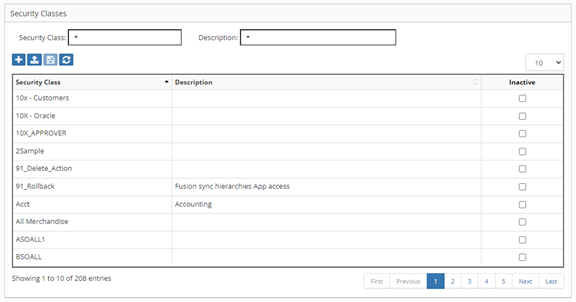 Security Classes
Security Class: * Description: *
10
Security Class Description Inactive
10x - Customers
10X - Oracle
10X_APPROVER
2Sample
91_Delete_Action
91_Rollback Fusion sync hierarchies App access
Acct Accounting
All Merchandise
ASOALL1
BSOALL
Showing 1 to 10 of 208 entries First Previous 1 2 3 4 5 Next Last